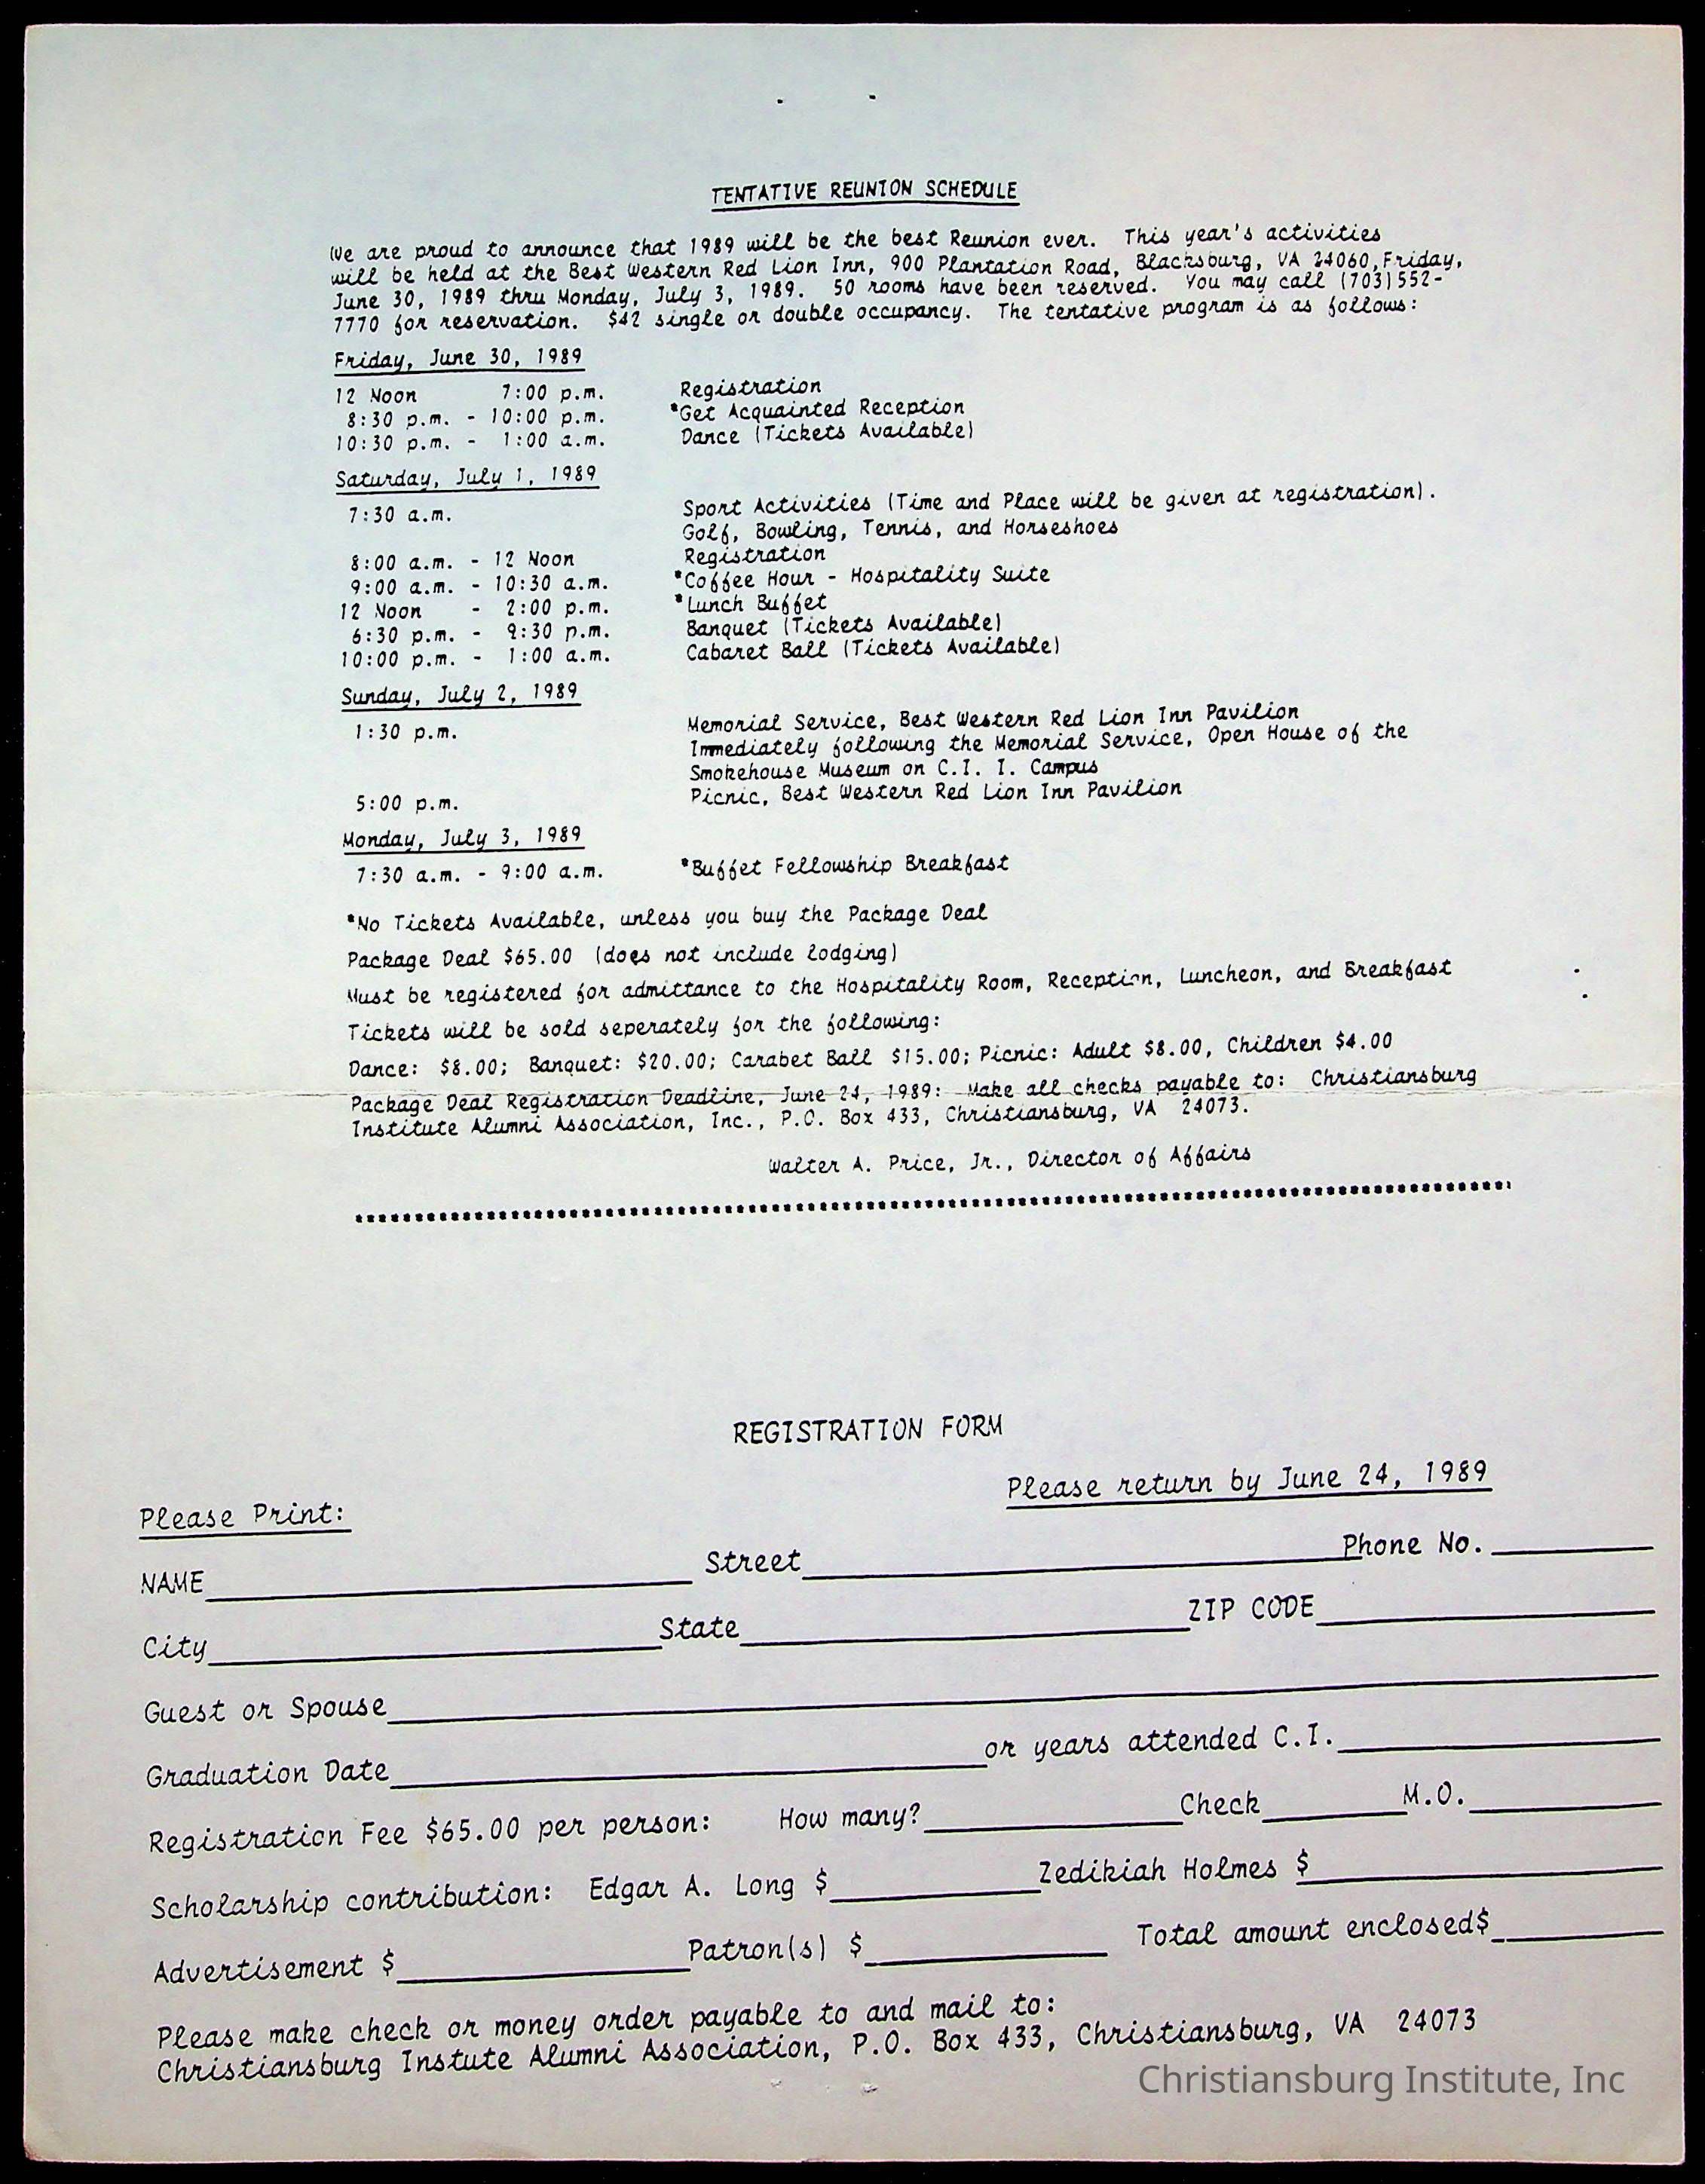 TENTATIVE REUNION SCHEDULE
We are proud to announce that 1989 will be the best Reunion ever. This year's activities
will be held at the Best Western Red Lion Inn, 900 Plantation Road, Blacksburg, VA 24060, Friday,
June 30, 1989 thru Monday, July 3, 1989. 50 rooms have been reserved. You may call (703)552-
7770 for reservation. $42 single or double occupancy. The tentative program is as follows:
Friday, June 30, 1989
12 Noon 7:00 p.m. Registration
8:30 p.m. - 10:00 p.m. *Get Acquainted Reception
10:30 p.m. - 1:00 a.m. Dance (Tickets Available)
Saturday, July 1, 1989
7:30 a.m. Sport Activities (Time and Place will be given at registration).
Golf, Bowling, Tennis, and Horseshoes
8:00 a.m. - 12 Noon Registration
9:00 a.m. - 10:30 a.m. *Coffee Hour - Hospitality Suite
12 Noon - 2:00 p.m. *Lunch Buffet
6:30 p.m. - 9:30 p.m. Banquet (Tickets Available)
10:00 p.m. - 1:00 a.m. Cabaret Ball (Tickets Available)
Sunday, July 2, 1989
1:30 p.m. Memorial Service, Best Western Red Lion Inn Pavilion
Immediately following the Memorial Service, Open House of the
Smokehouse Museum on C.I. I. Campus
5:00 p.m. Picnic, Best Western Red Lion Inn Pavilion
Monday, July 3, 1989
7:30 a.m. - 9:00 a.m. *Buffet Fellowship Breakfast
*No Tickets Available, unless you buy the Package Deal
Package Deal $65.00 (does not include lodging)
Must be registered for admittance to the Hospitality Room, Reception, Luncheon, and Breakfast
Tickets will be sold seperately for the following:
Dance: $8.00; Banquet: $20.00; Carabet Ball $15.00; Picnic: Adult $8.00, Children $4.00
Package Deal Registration Deadline, June 24, 1989: Make all checks payable to: Christiansburg
Institute Alumni Association, Inc., P.O. Box 433, Christiansburg, VA 24073.
Walter A. Price, Jr., Director of Affairs
REGISTRATION FORM
Please return by June 24, 1989
Please Print:
NAME Street Phone No.
City State ZIP CODE
Guest or Spouse
Graduation Date or years attended C.I.
Registration Fee $65.00 per person: How many? Check M.O.
Scholarship contribution: Edgar A. Long $ Zedikiah Holmes $
Advertisement $ Patron(s) $ Total amount enclosed$
Please make check or money order payable to and mail to:
Christiansburg Instute Alumni Association, P.O. Box 433, Christiansburg, VA 24073
Christiansburg Institute, Inc